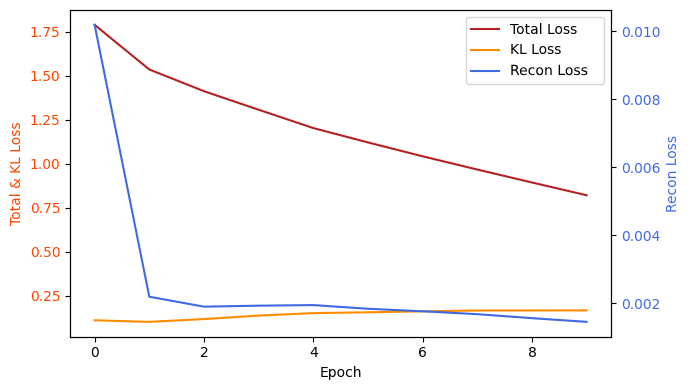 Total Loss
KL Loss
Recon Loss
1.75
1.50
1.25
1.00
0.75
0.50
0.25
Total & KL Loss
0.010
0.008
0.006
0.004
0.002
Recon Loss
0 2 4 6 8
Epoch